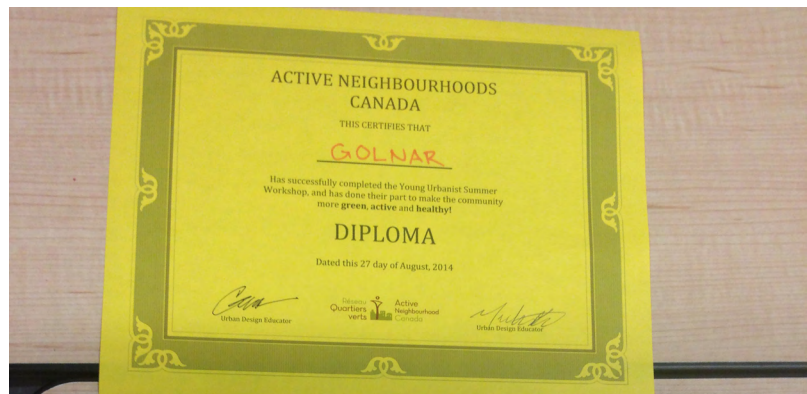 ACTIVE NEIGHBOURHOODS
CANADA
THIS CERTIFIES THAT
GOLNAR
Has successfully completed the Young Urbanist Summer
Workshop, and has done their part to make the community
more green, active and healthy!
DIPLOMA
Dated this 27 day of August, 2014
Urban Design Educator
Réseau
Quartiers
verts
Active
Neighbourhood
Canada
Urban Design Educator